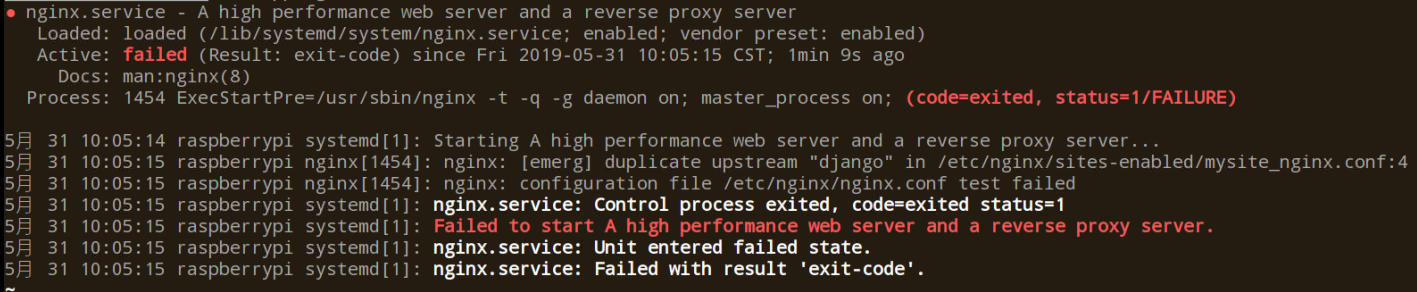 ● nginx.service - A high performance web server and a reverse proxy server
Loaded: loaded (/lib/systemd/system/nginx.service; enabled; vendor preset: enabled)
Active: failed (Result: exit-code) since Fri 2019-05-31 10:05:15 CST; 1min 9s ago
Docs: man:nginx(8)
Process: 1454 ExecStartPre=/usr/sbin/nginx -t -q -g daemon on; master_process on; (code=exited, status=1/FAILURE)
5月 31 10:05:14 raspberrypi systemd[1]: Starting A high performance web server and a reverse proxy server...
5月 31 10:05:15 raspberrypi nginx[1454]: nginx: [emerg] duplicate upstream "django" in /etc/nginx/sites-enabled/mysite_nginx.conf:4
5月 31 10:05:15 raspberrypi nginx[1454]: nginx: configuration file /etc/nginx/nginx.conf test failed
5月 31 10:05:15 raspberrypi systemd[1]: nginx.service: Control process exited, code=exited status=1
5月 31 10:05:15 raspberrypi systemd[1]: Failed to start A high performance web server and a reverse proxy server.
5月 31 10:05:15 raspberrypi systemd[1]: nginx.service: Unit entered failed state.
5月 31 10:05:15 raspberrypi systemd[1]: nginx.service: Failed with result 'exit-code'.
~